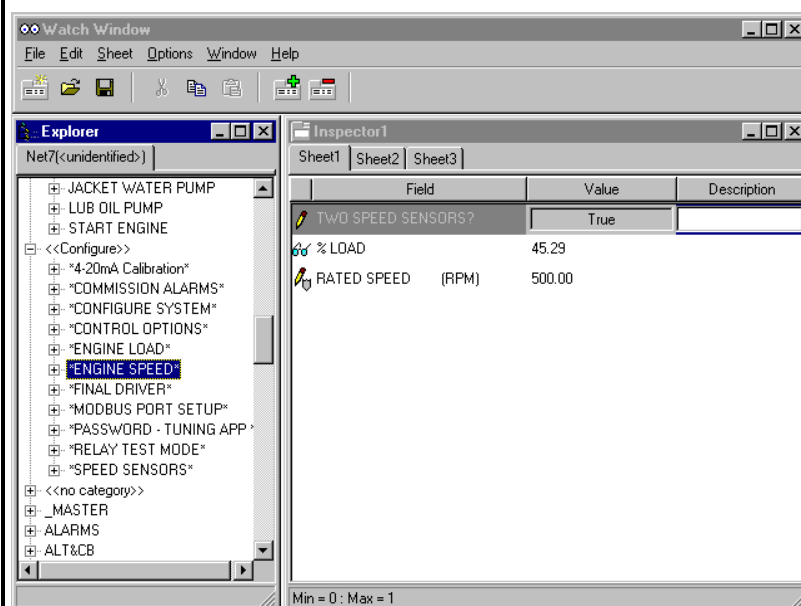 Watch Window
File Edit Sheet Options Window Help
Explorer
Net7(<unidentified>)
JACKET WATER PUMP
LUB OIL PUMP
START ENGINE
<<Configure>>
*4-20mA Calibration*
*COMMISSION ALARMS*
*CONFIGURE SYSTEM*
*CONTROL OPTIONS*
*ENGINE LOAD*
*ENGINE SPEED*
*FINAL DRIVER*
*MODBUS PORT SETUP*
*PASSWORD - TUNING APP *
*RELAY TEST MODE*
*SPEED SENSORS*
<<no category>>
_MASTER
ALARMS
ALT&CB
Inspector1
Sheet1 Sheet2 Sheet3
Field Value Description
TWO SPEED SENSORS? True
% LOAD 45.29
RATED SPEED (RPM) 500.00
Min = 0 : Max = 1